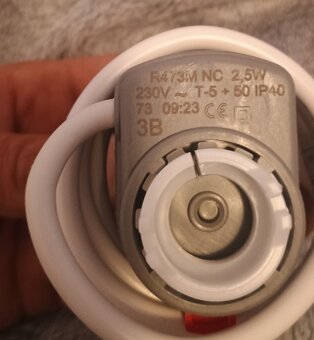 R473M NC 2,5W
230V ~ T-5 + 50 IP40
73 09:23 CE
3B